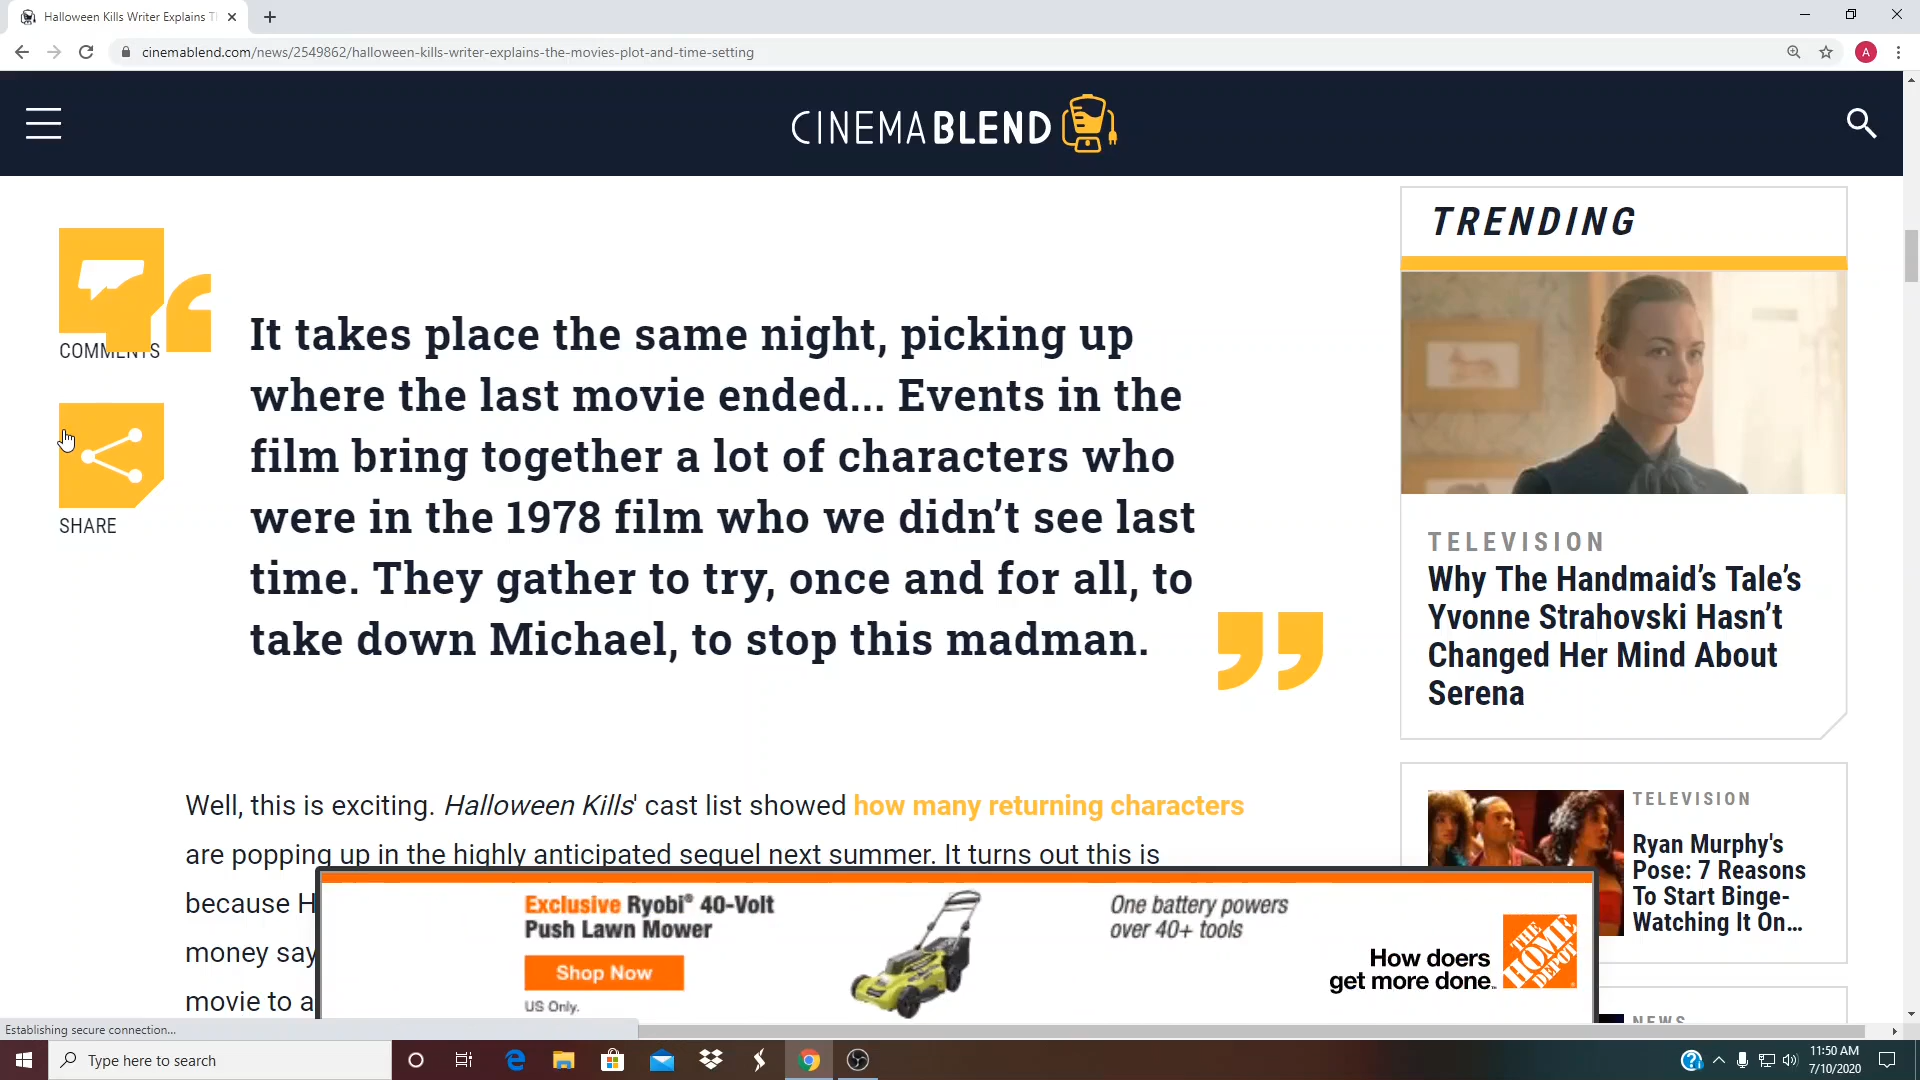 Halloween Kills Writer Explains T
cinemablend.com/news/2549862/halloween-kills-writer-explains-the-movies-plot-and-time-setting
A
CINEMABLEND
COMMENTS
SHARE
It takes place the same night, picking up
where the last movie ended... Events in the
film bring together a lot of characters who
were in the 1978 film who we didn’t see last
time. They gather to try, once and for all, to
take down Michael, to stop this madman.
Well, this is exciting. Halloween Kills' cast list showed how many returning characters
are popping up in the highly anticipated sequel next summer. It turns out this is
because H
money say
movie to a
TRENDING
TELEVISION
Why The Handmaid’s Tale’s
Yvonne Strahovski Hasn’t
Changed Her Mind About
Serena
TELEVISION
Ryan Murphy's
Pose: 7 Reasons
To Start Binge-
Watching It On...
NEWS
Exclusive Ryobi® 40-Volt
Push Lawn Mower
Shop Now
US Only.
One battery powers
over 40+ tools
How doers
get more done.
THE
HOME
DEPOT
Establishing secure connection...
Type here to search
11:50 AM
7/10/2020